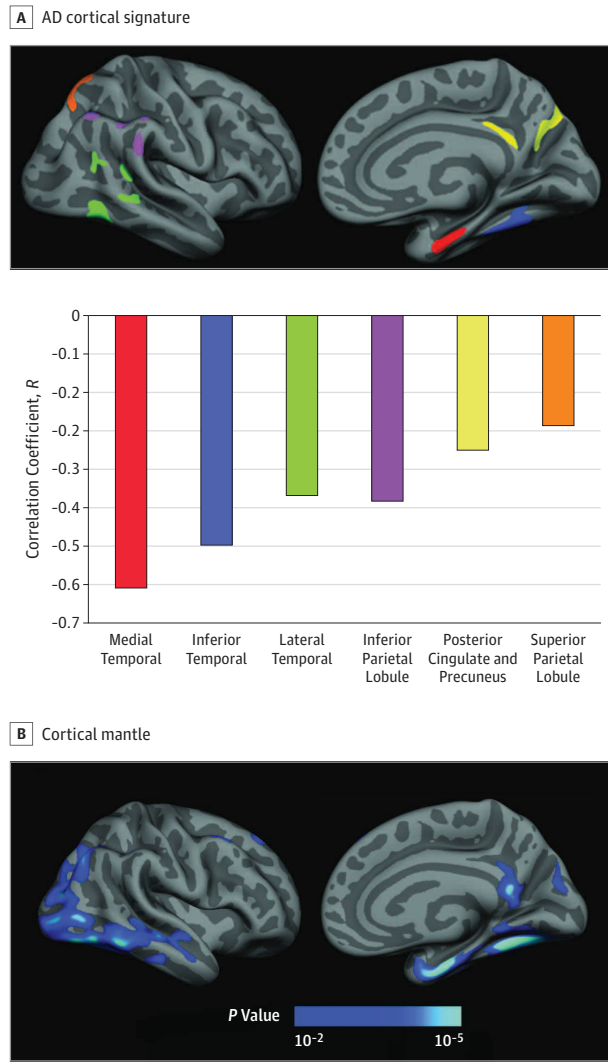 A AD cortical signature
0
-0.1
-0.2
-0.3
-0.4
-0.5
-0.6
-0.7
Correlation Coefficient, R
Medial
Temporal
Inferior
Temporal
Lateral
Temporal
Inferior
Parietal
Lobule
Posterior
Cingulate and
Precuneus
Superior
Parietal
Lobule
B Cortical mantle
P Value
10⁻² 10⁻⁵